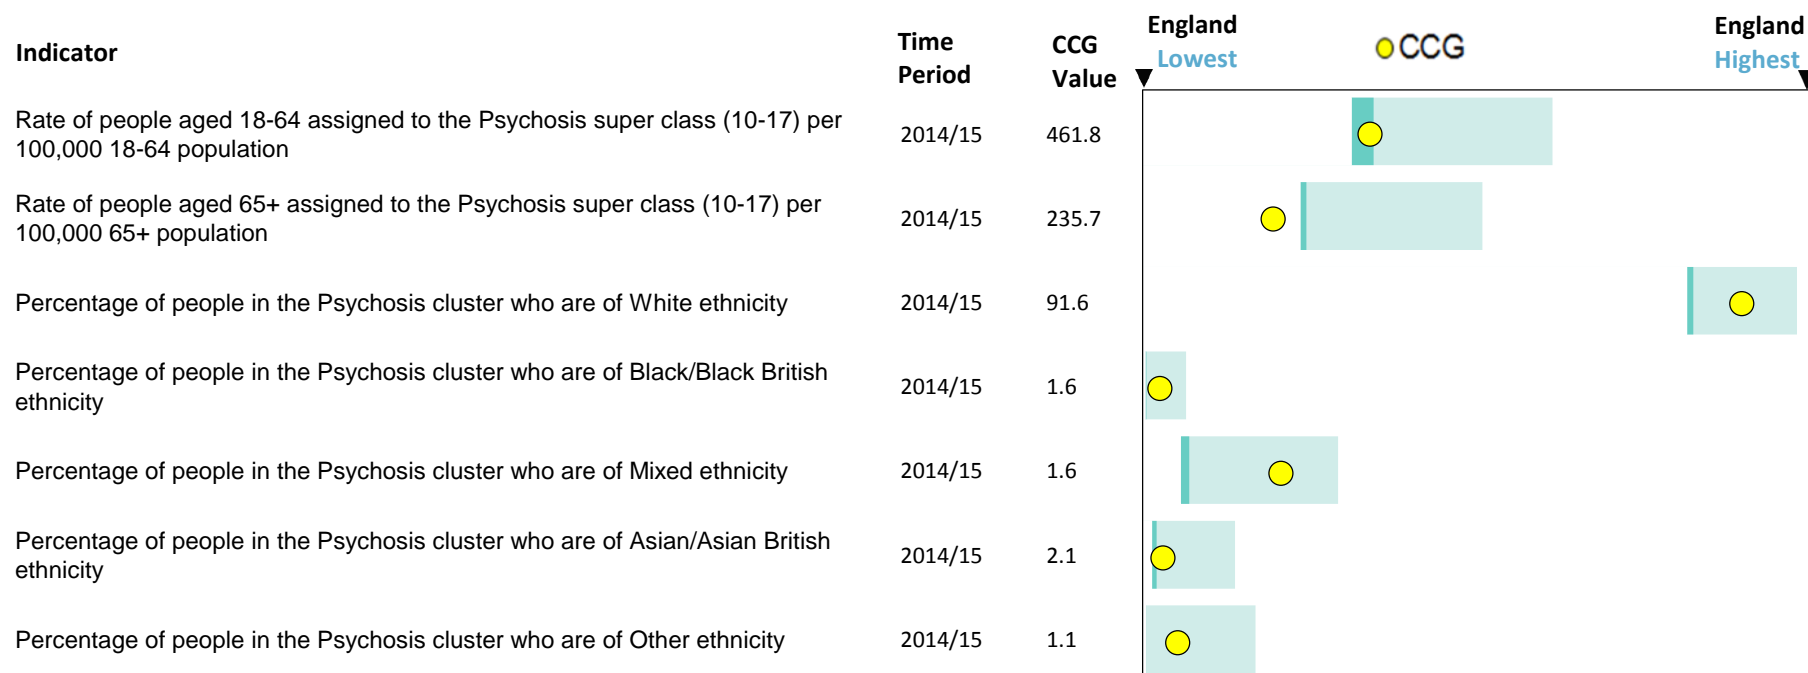 Indicator
Time
Period
CCG
Value
England
Lowest
CCG
England
Highest
Rate of people aged 18-64 assigned to the Psychosis super class (10-17) per
100,000 18-64 population
2014/15
461.8
Rate of people aged 65+ assigned to the Psychosis super class (10-17) per
100,000 65+ population
2014/15
235.7
Percentage of people in the Psychosis cluster who are of White ethnicity
2014/15
91.6
Percentage of people in the Psychosis cluster who are of Black/Black British
ethnicity
2014/15
1.6
Percentage of people in the Psychosis cluster who are of Mixed ethnicity
2014/15
1.6
Percentage of people in the Psychosis cluster who are of Asian/Asian British
ethnicity
2014/15
2.1
Percentage of people in the Psychosis cluster who are of Other ethnicity
2014/15
1.1